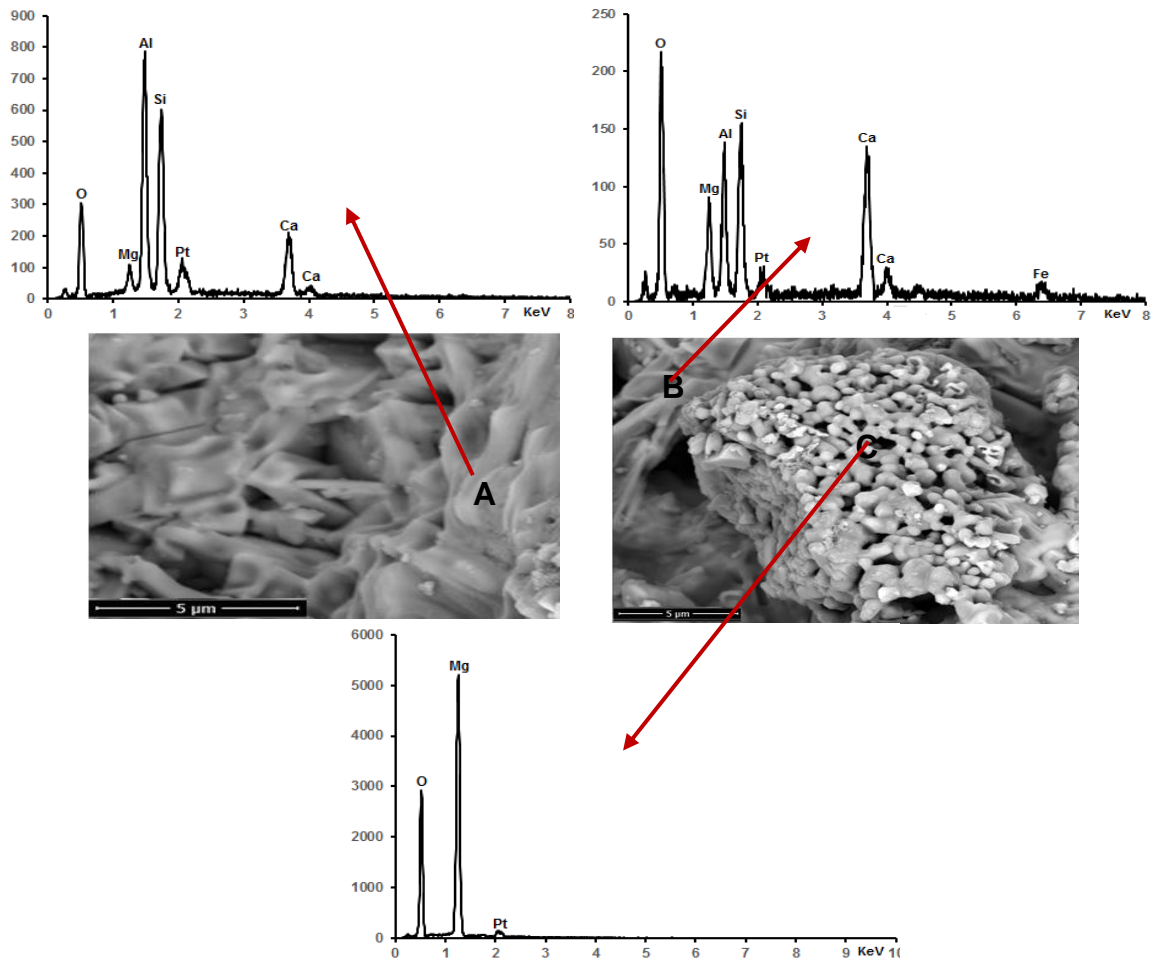 900
800
700
600
500
400
300
200
100
0
Al
Si
O
Mg
Pt
Ca
Ca
0 1 2 3 4 5 6 7 KeV 8
250
200
150
100
50
0
O
Si
Al
Ca
Mg
Pt
Ca
Fe
0 1 2 3 4 5 6 7 KeV 8
A
5 µm
B
C
5 µm
6000
5000
4000
3000
2000
1000
0
Mg
O
Pt
0 1 2 3 4 5 6 7 8 9 KeV 10